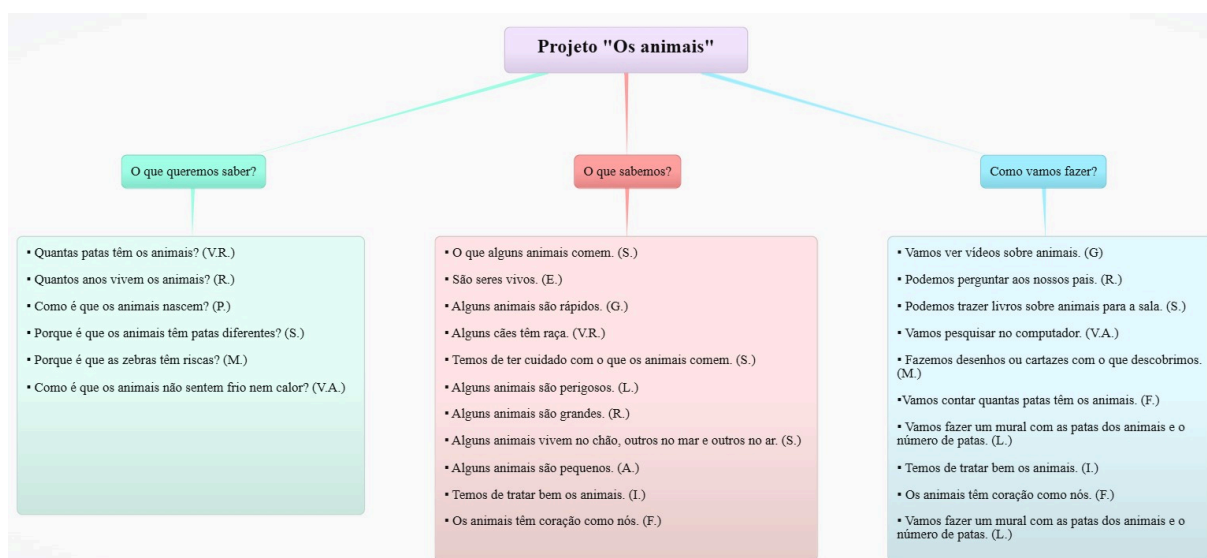 Projeto "Os animais"
O que queremos saber?
▪ Quantas patas têm os animais? (V.R.)
▪ Quantos anos vivem os animais? (R.)
▪ Como é que os animais nascem? (P.)
▪ Porque é que os animais têm patas diferentes? (S.)
▪ Porque é que as zebras têm riscas? (M.)
▪ Como é que os animais não sentem frio nem calor? (V.A.)
O que sabemos?
▪ O que alguns animais comem. (S.)
▪ São seres vivos. (E.)
▪ Alguns animais são rápidos. (G.)
▪ Alguns cães têm raça. (V.R.)
▪ Temos de ter cuidado com o que os animais comem. (S.)
▪ Alguns animais são perigosos. (L.)
▪ Alguns animais são grandes. (R.)
▪ Alguns animais vivem no chão, outros no mar e outros no ar. (S.)
▪ Alguns animais são pequenos. (A.)
▪ Temos de tratar bem os animais. (I.)
▪ Os animais têm coração como nós. (F.)
Como vamos fazer?
▪ Vamos ver vídeos sobre animais. (G)
▪ Podemos perguntar aos nossos pais. (R.)
▪ Podemos trazer livros sobre animais para a sala. (S.)
▪ Vamos pesquisar no computador. (V.A.)
▪ Fazemos desenhos ou cartazes com o que descobrimos.
(M.)
▪Vamos contar quantas patas têm os animais. (F.)
▪ Vamos fazer um mural com as patas dos animais e o
número de patas. (L.)
▪ Temos de tratar bem os animais. (I.)
▪ Os animais têm coração como nós. (F.)
▪ Vamos fazer um mural com as patas dos animais e o
número de patas. (L.)